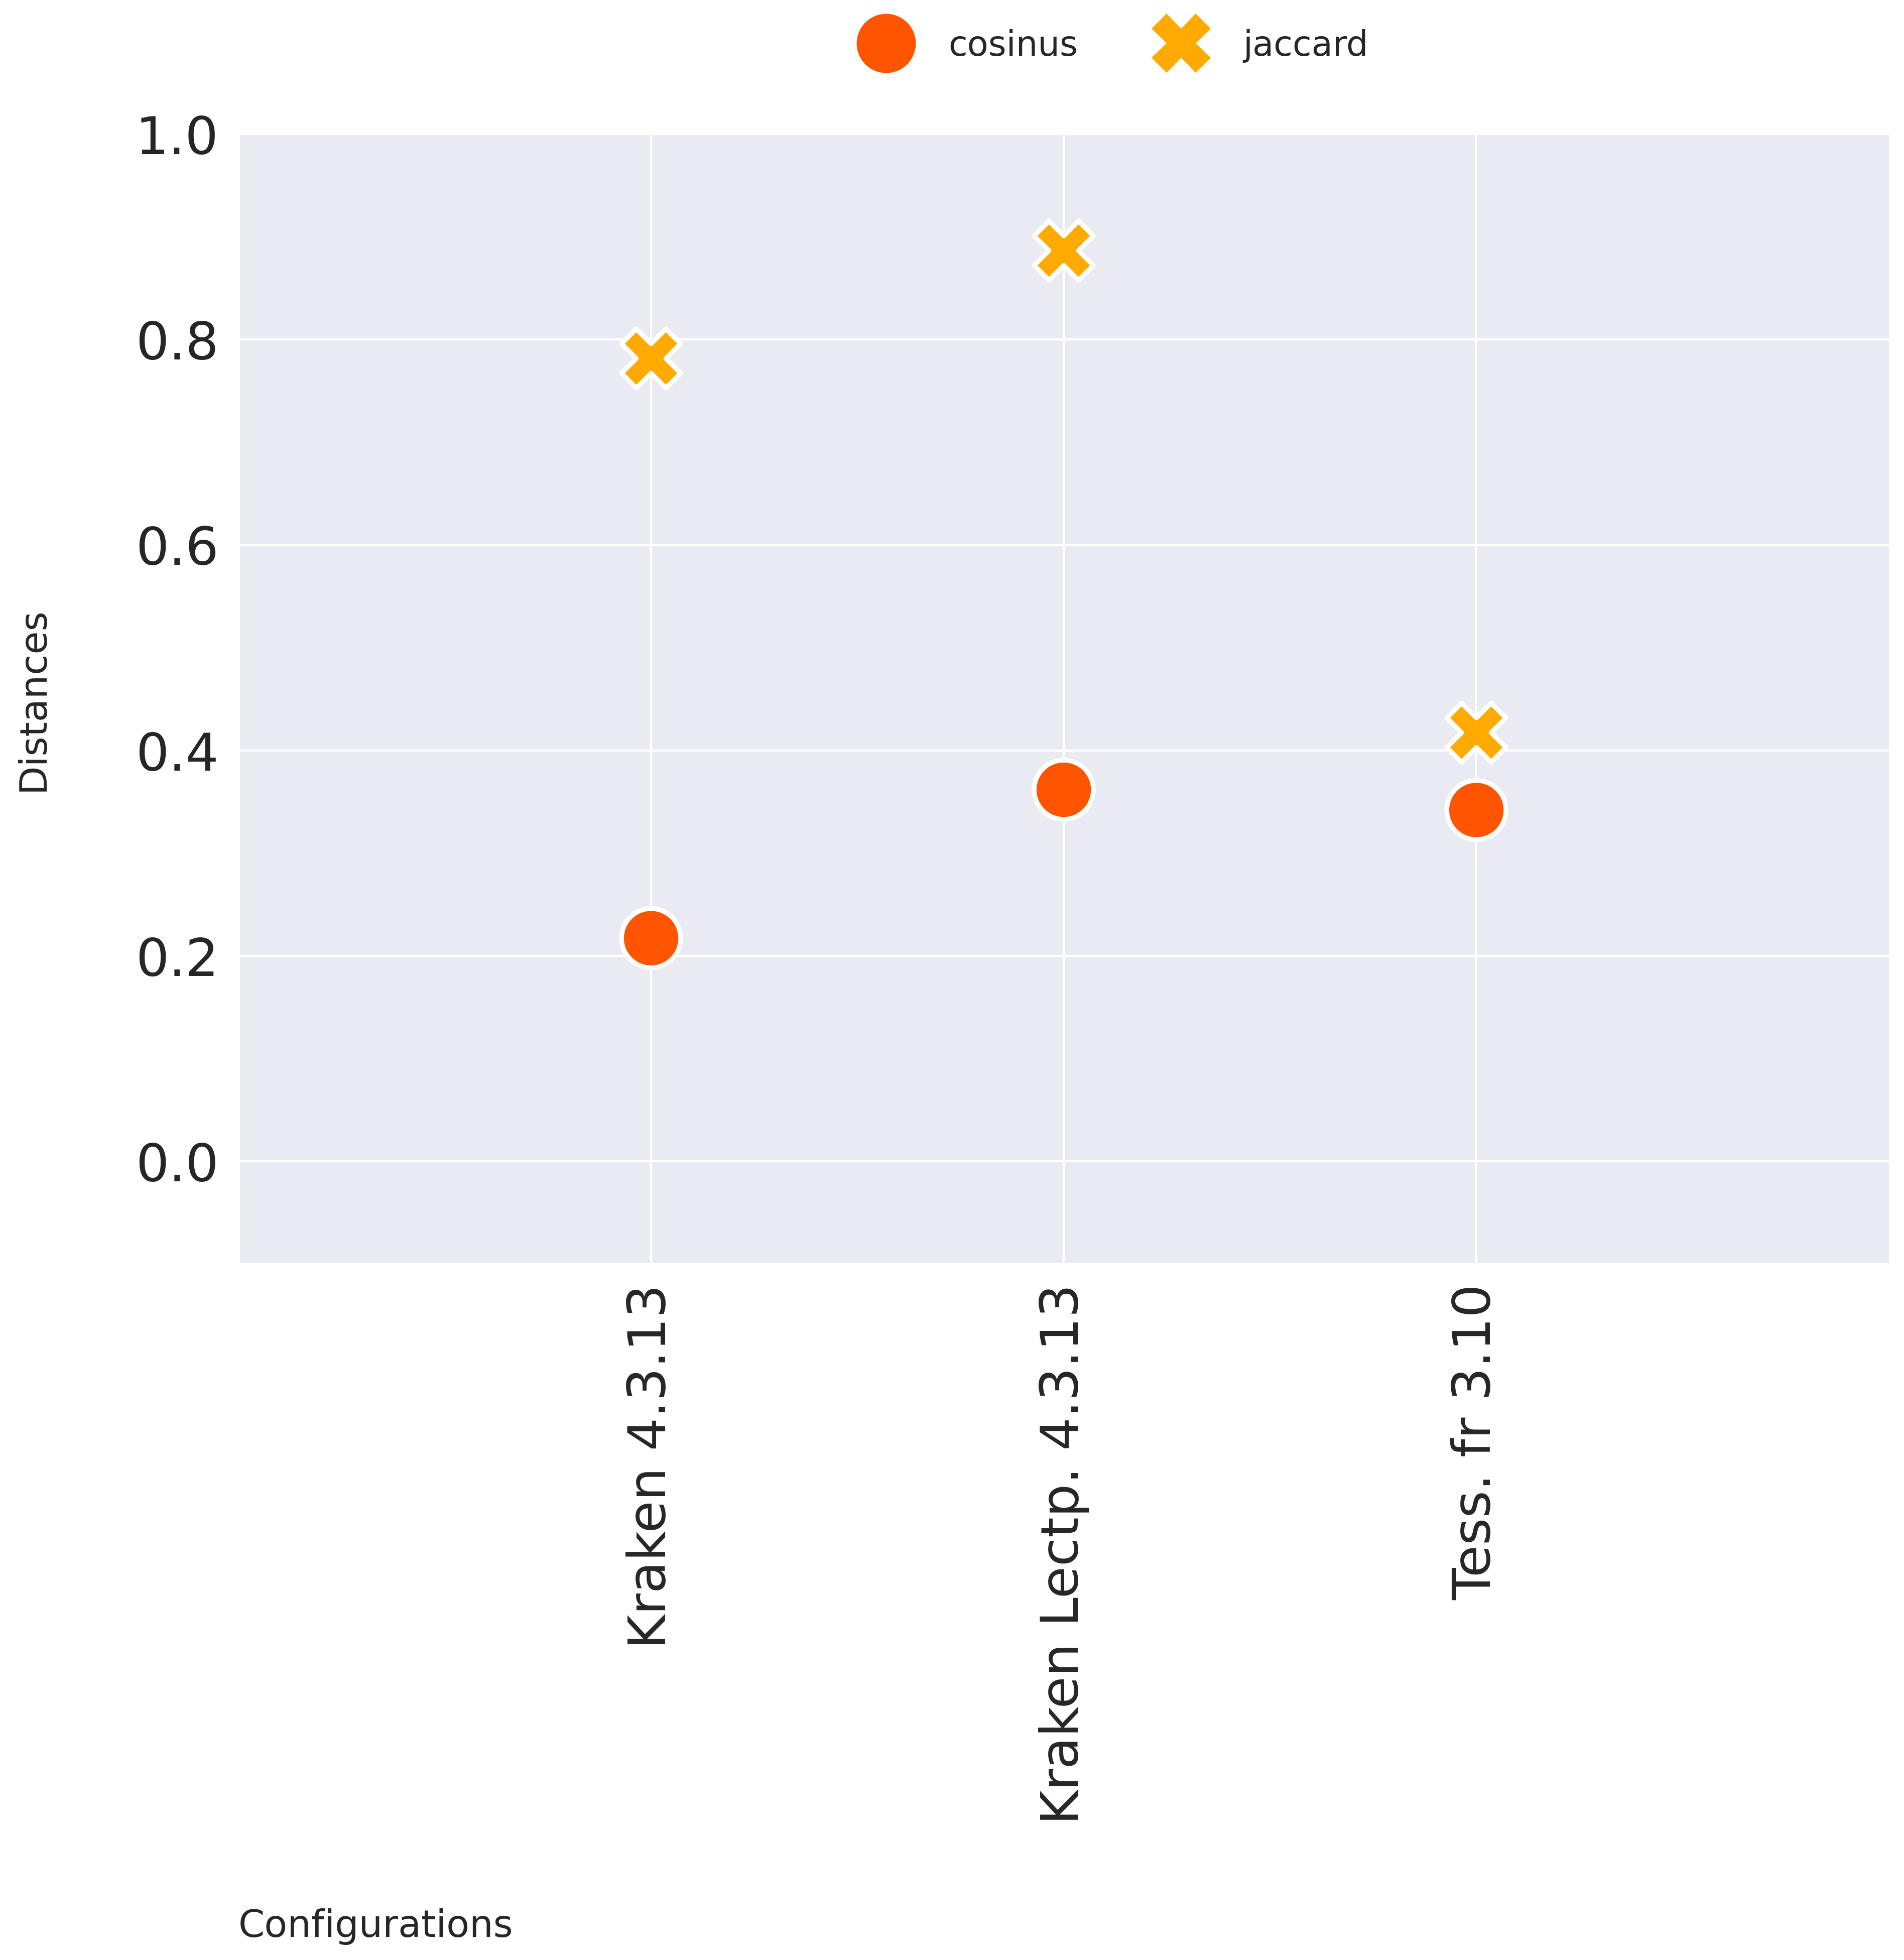 cosinus
jaccard
1.0
0.8
0.6
0.4
0.2
0.0
Distances
Kraken 4.3.13
Kraken Lectp. 4.3.13
Tess. fr 3.10
Configurations